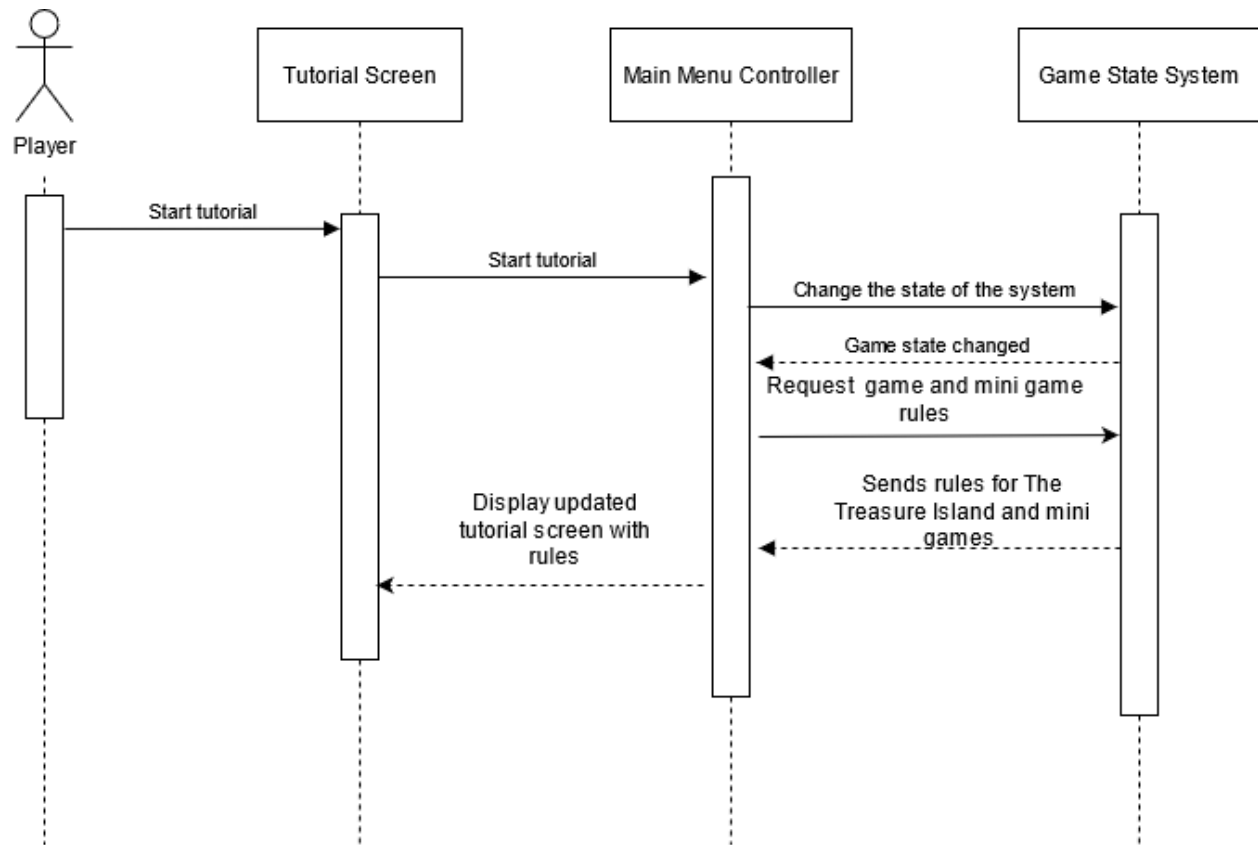 Tutorial Screen
Main Menu Controller
Game State System
Player
Start tutorial
Start tutorial
Change the state of the system
Game state changed
Request game and mini game
rules
Sends rules for The
Treasure Island and mini
games
Display updated
tutorial screen with
rules